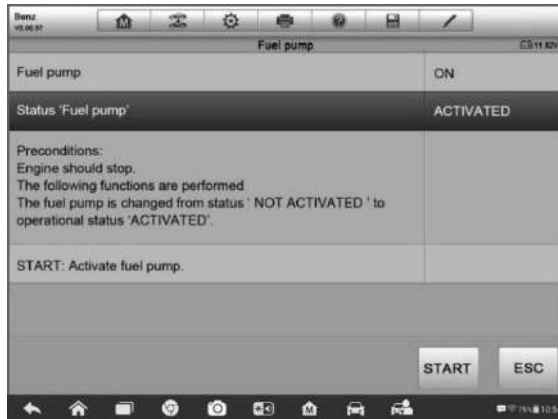 Benz
Fuel pump
Fuel pump ON
Status 'Fuel pump' ACTIVATED
Preconditions:
Engine should stop.
The following functions are performed
The fuel pump is changed from status ' NOT ACTIVATED ' to
operational status 'ACTIVATED'.
START: Activate fuel pump.
START ESC